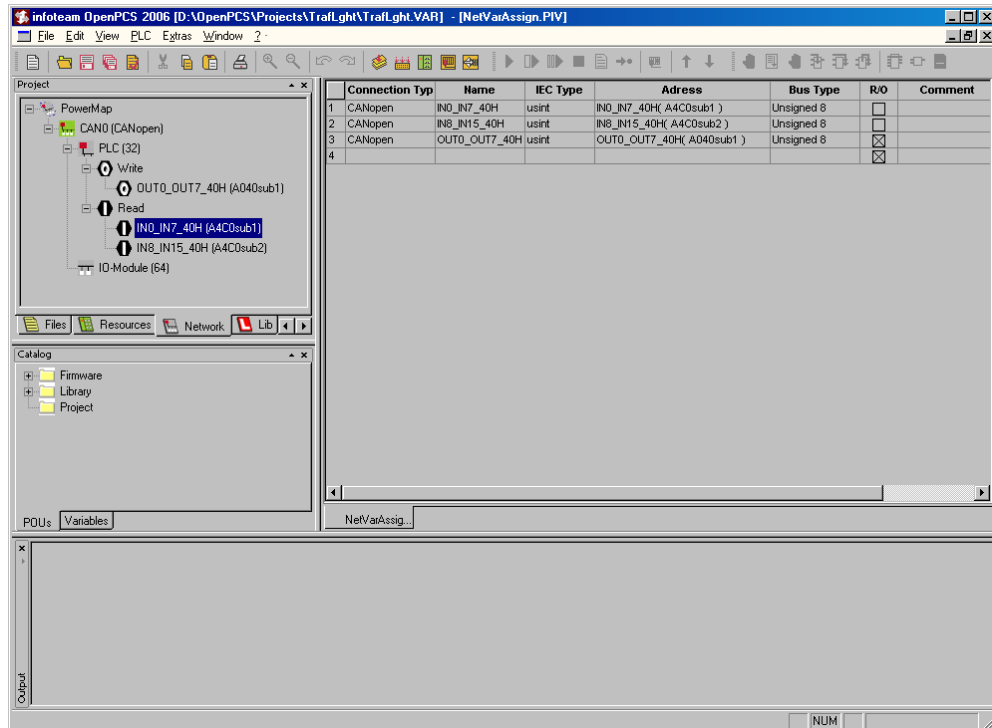 infoteam OpenPCS 2006 [D:\OpenPCS\Projects\TrafLght\TrafLght.VAR] - [NetVarAssign.PIV]
File Edit View PLC Extras Window ?
Project
PowerMap
CAN0 (CANopen)
PLC (32)
Write
OUT0_OUT7_40H (A040sub1)
Read
IN0_IN7_40H (A4C0sub1)
IN8_IN15_40H (A4C0sub2)
IO-Module (64)
Files Resources Network Lib
Catalog
Firmware
Library
Project
POUs Variables
Connection Typ Name IEC Type Adress Bus Type R/O Comment
1 CANopen IN0_IN7_40H usint IN0_IN7_40H( A4C0sub1 ) Unsigned 8
2 CANopen IN8_IN15_40H usint IN8_IN15_40H( A4C0sub2 ) Unsigned 8
3 CANopen OUT0_OUT7_40H usint OUT0_OUT7_40H( A040sub1 ) Unsigned 8
4
NetVarAssig...
Output
NUM